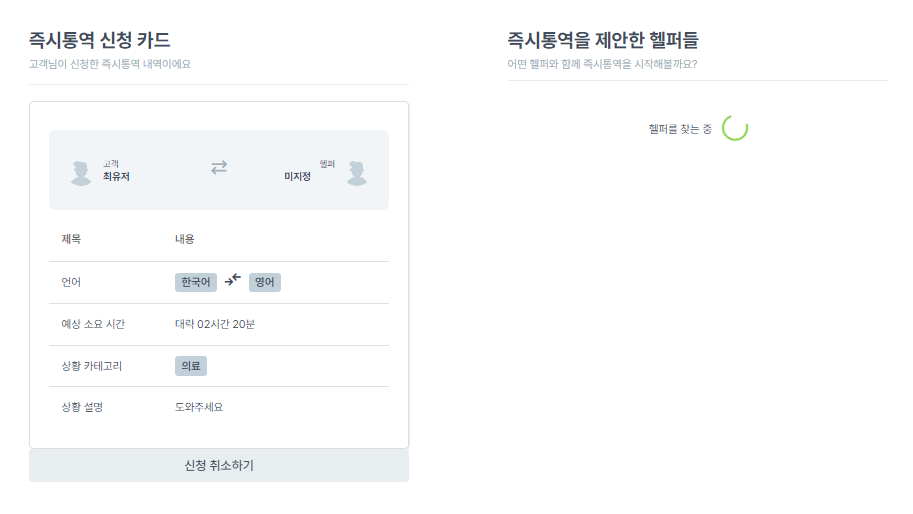 즉시통역 신청 카드
고객님이 신청한 즉시통역 내역이에요
고객
최유저
헬퍼
미지정
제목 내용
언어 한국어 영어
예상 소요 시간 대략 02시간 20분
상황 카테고리 의료
상황 설명 도와주세요
신청 취소하기
즉시통역을 제안한 헬퍼들
어떤 헬퍼와 함께 즉시통역을 시작해볼까요?
헬퍼를 찾는 중